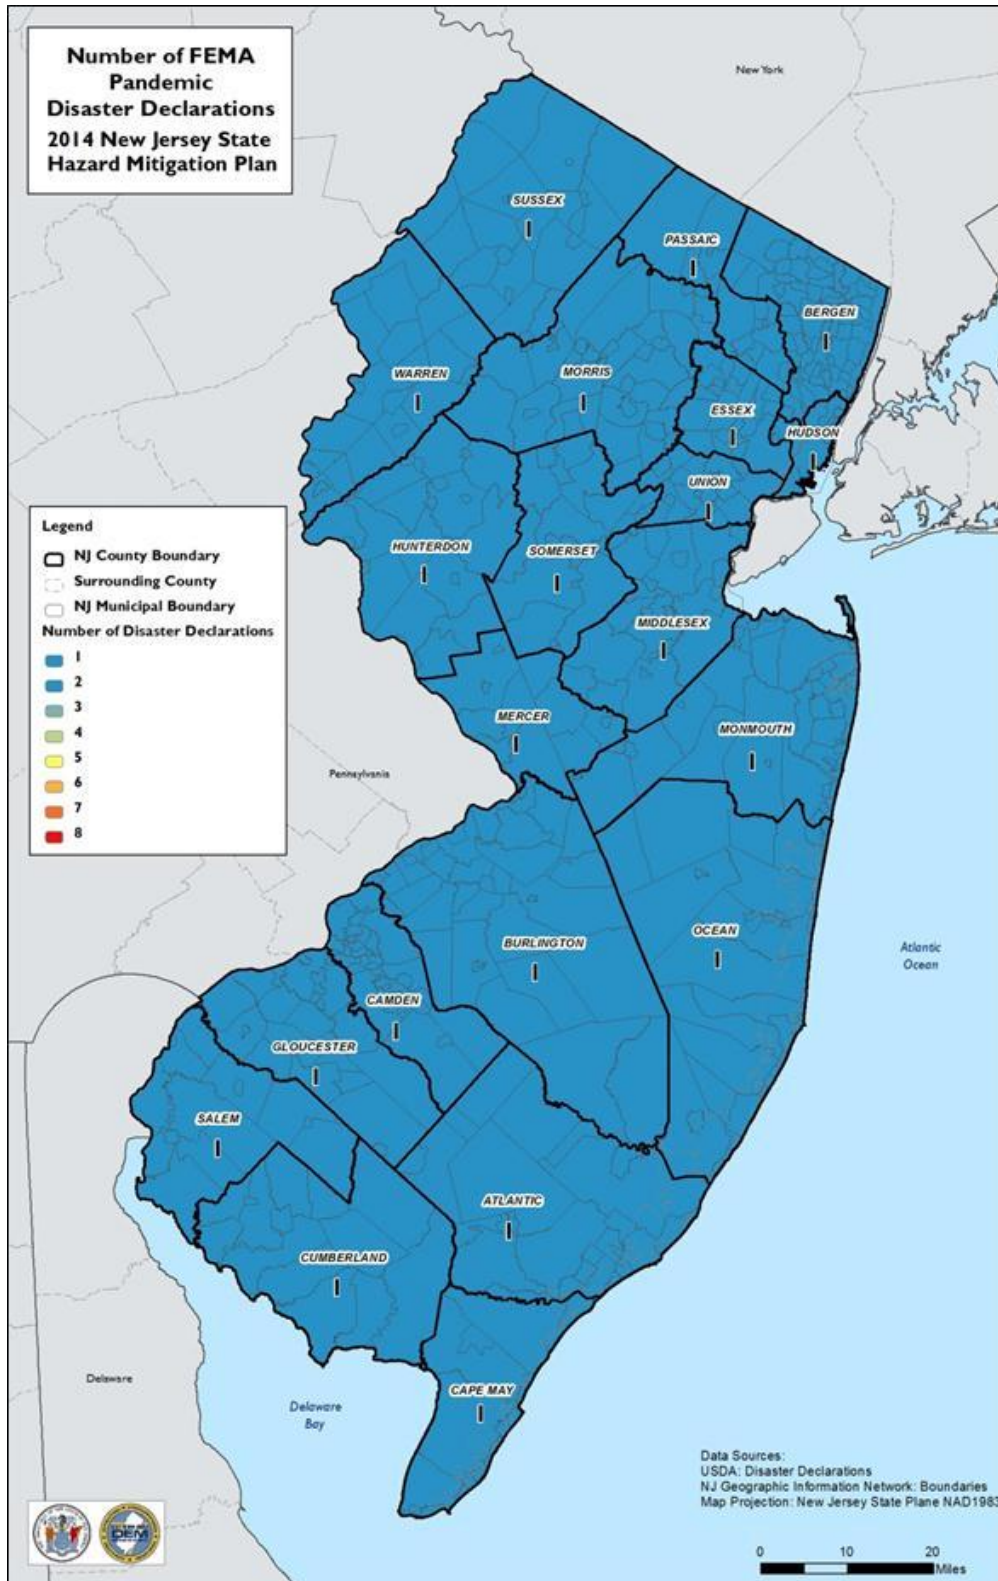 Number of FEMA
Pandemic
Disaster Declarations
2014 New Jersey State
Hazard Mitigation Plan
New York
SUSSEX
1
PASSAIC
1
BERGEN
1
WARREN
1
MORRIS
1
ESSEX
1
HUDSON
1
UNION
1
Legend
NJ County Boundary
Surrounding County
NJ Municipal Boundary
Number of Disaster Declarations
1
2
3
4
5
6
7
8
HUNTERDON
1
SOMERSET
1
MIDDLESEX
1
MERCER
1
MONMOUTH
1
Pennsylvania
BURLINGTON
1
OCEAN
1
Atlantic
Ocean
CAMDEN
1
GLOUCESTER
1
SALEM
1
ATLANTIC
1
CUMBERLAND
1
Delaware
CAPE MAY
1
Delaware
Bay
Data Sources:
USDA: Disaster Declarations
NJ Geographic Information Network: Boundaries
Map Projection: New Jersey State Plane NAD1983
OEM
0 10 20
Miles